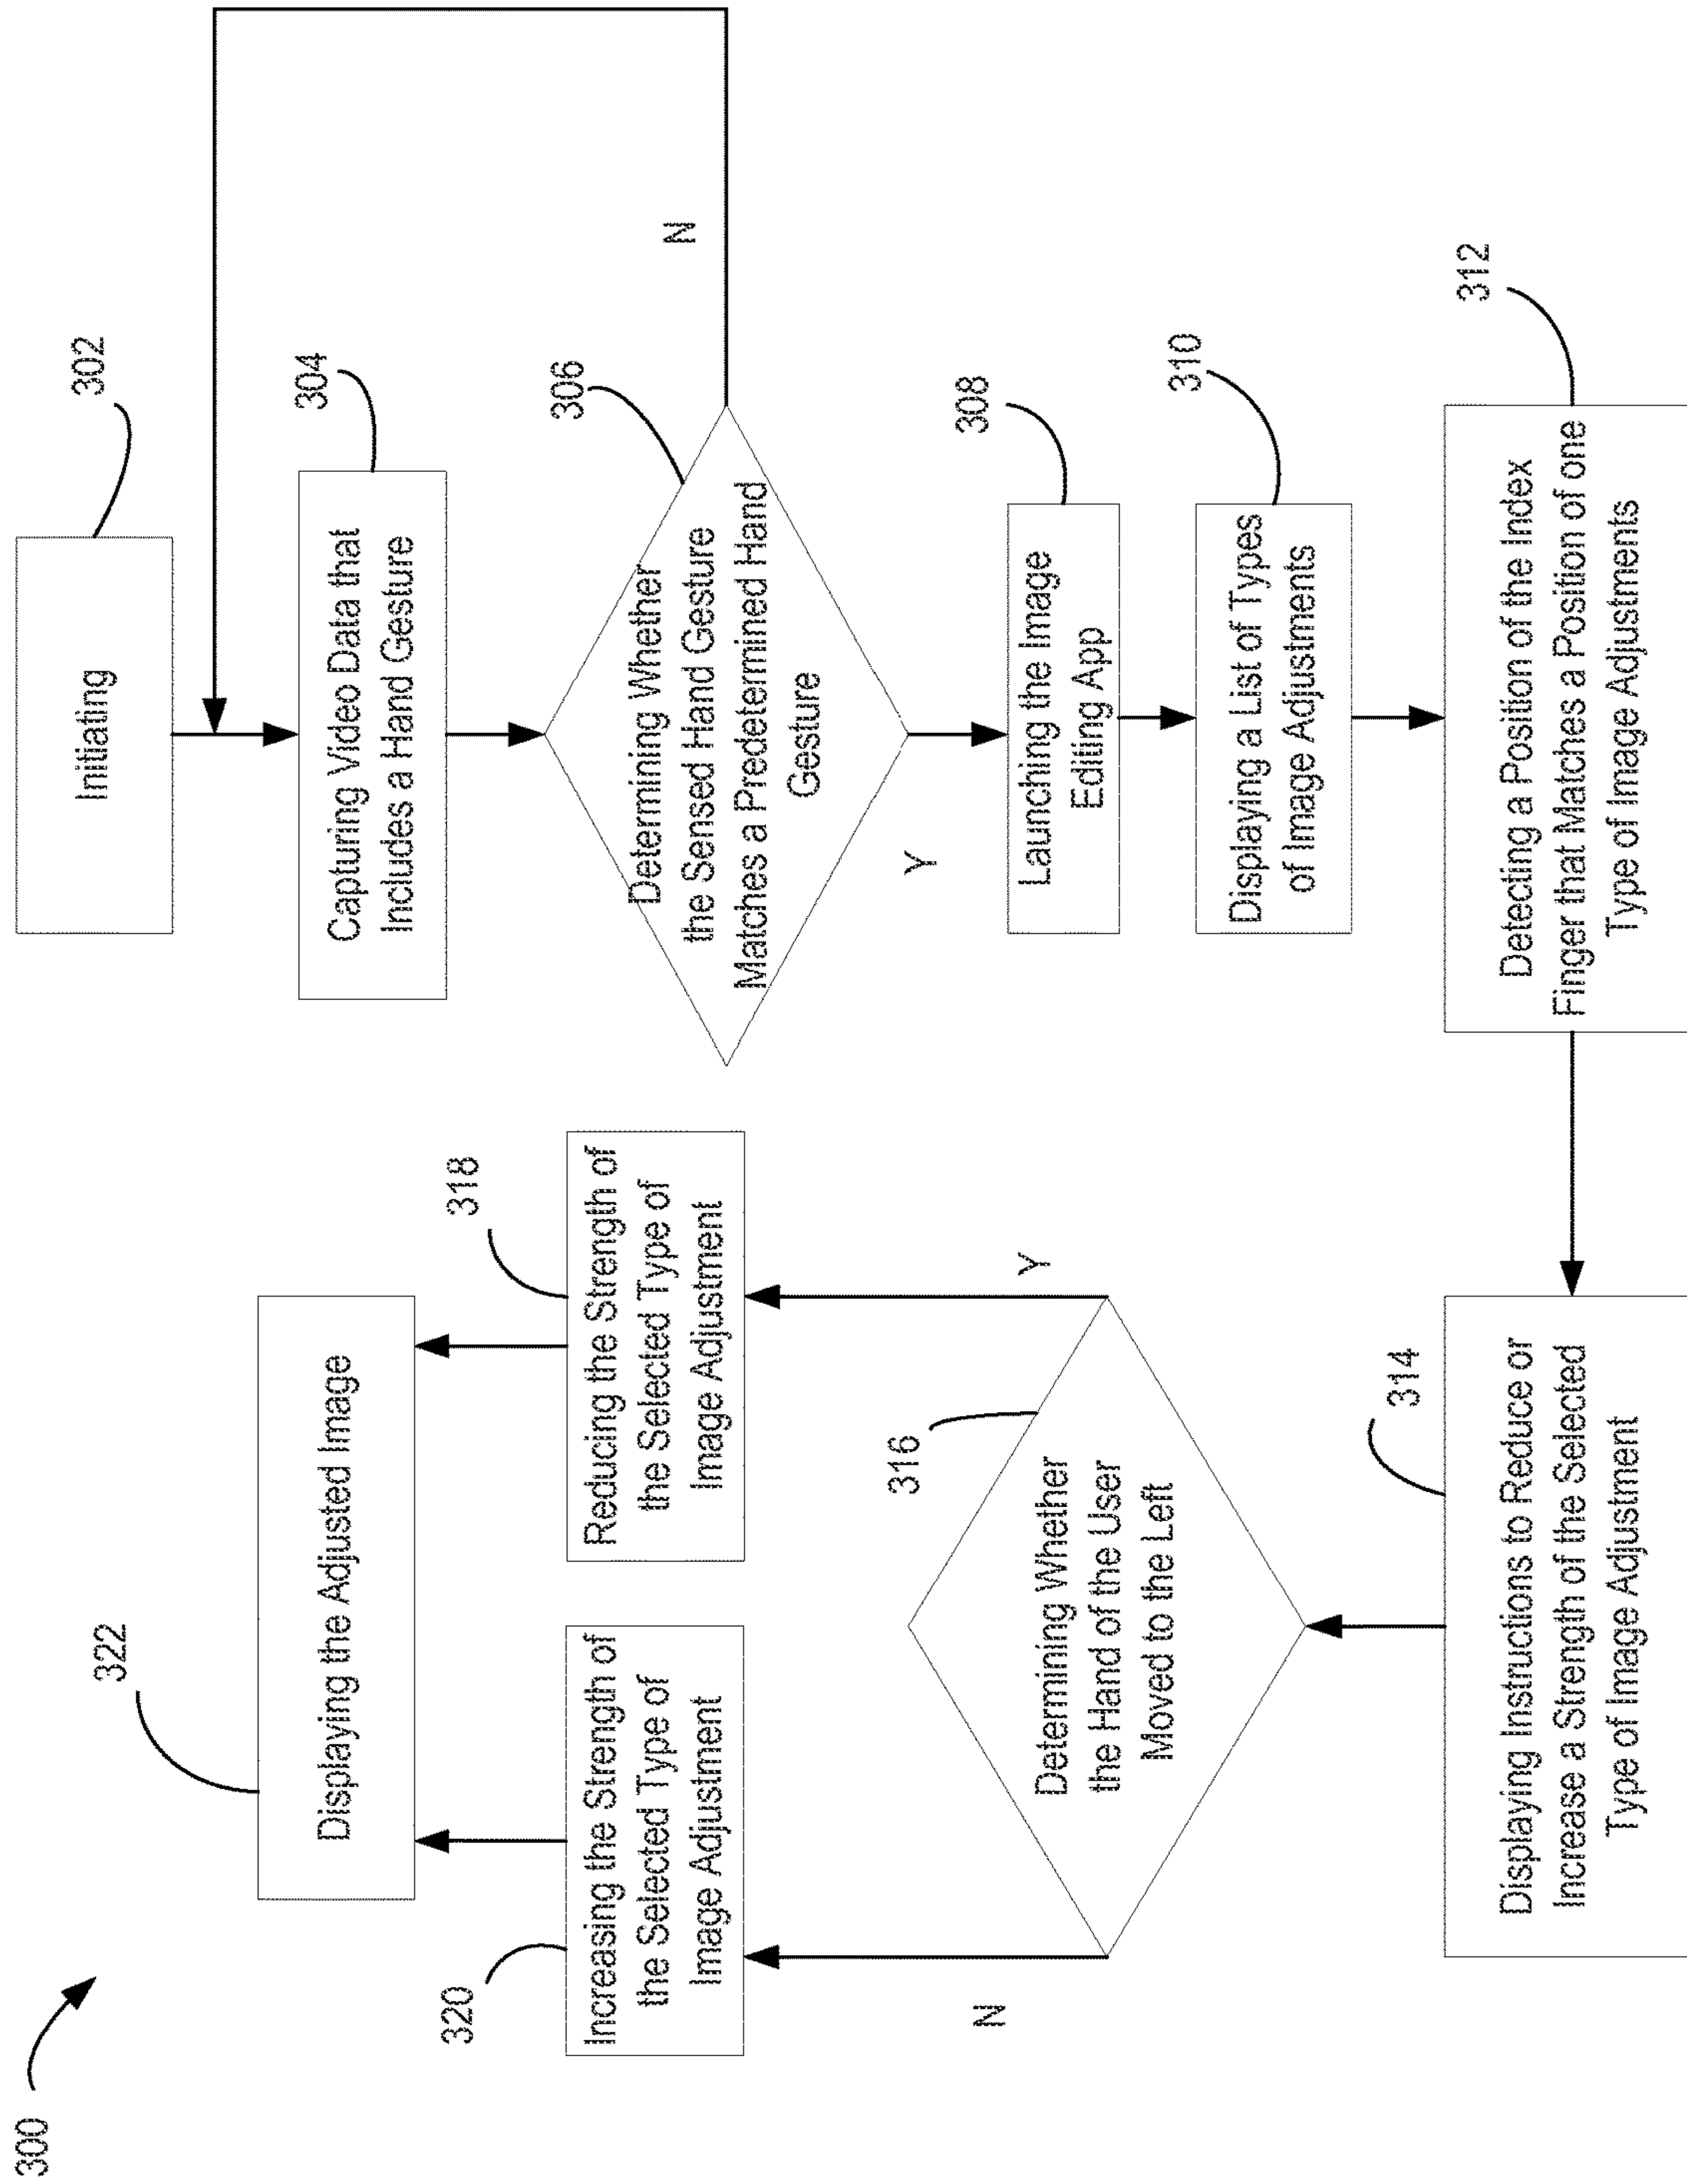 300
302
Initiating
304
Capturing Video Data that
Includes a Hand Gesture
306
Determining Whether
the Sensed Hand Gesture
Matches a Predetermined Hand
Gesture
N
Y
308
Launching the Image
Editing App
310
Displaying a List of Types
of Image Adjustments
312
Detecting a Position of the Index
Finger that Matches a Position of one
Type of Image Adjustments
314
Displaying Instructions to Reduce or
Increase a Strength of the Selected
Type of Image Adjustment
316
Determining Whether
the Hand of the User
Moved to the Left
Y
N
318
Reducing the Strength of
the Selected Type of
Image Adjustment
320
Increasing the Strength of
the Selected Type of
Image Adjustment
322
Displaying the Adjusted Image